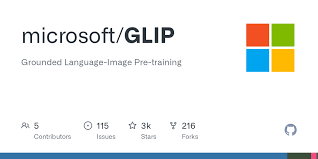 microsoft/GLIP
Grounded Language-Image Pre-training
5
Contributors
115
Issues
3k
Stars
216
Forks